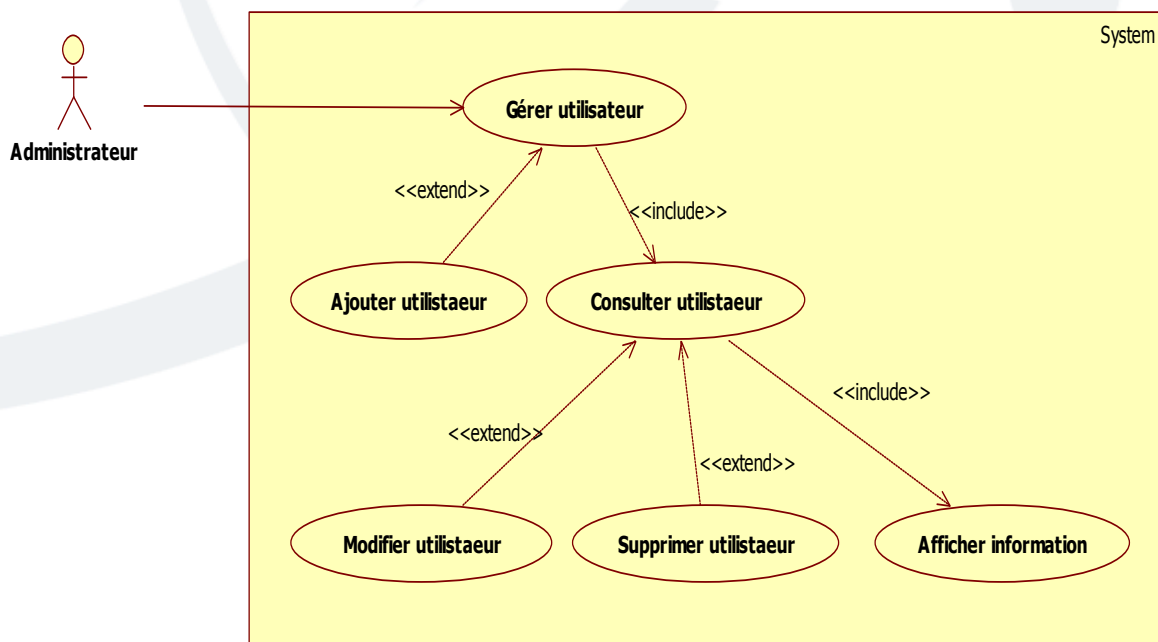 System
Gérer utilisateur
Administrateur
<<extend>>
<<include>>
Ajouter utilistaeur
Consulter utilistaeur
<<include>>
<<extend>>
<<extend>>
Modifier utilistaeur
Supprimer utilistaeur
Afficher information